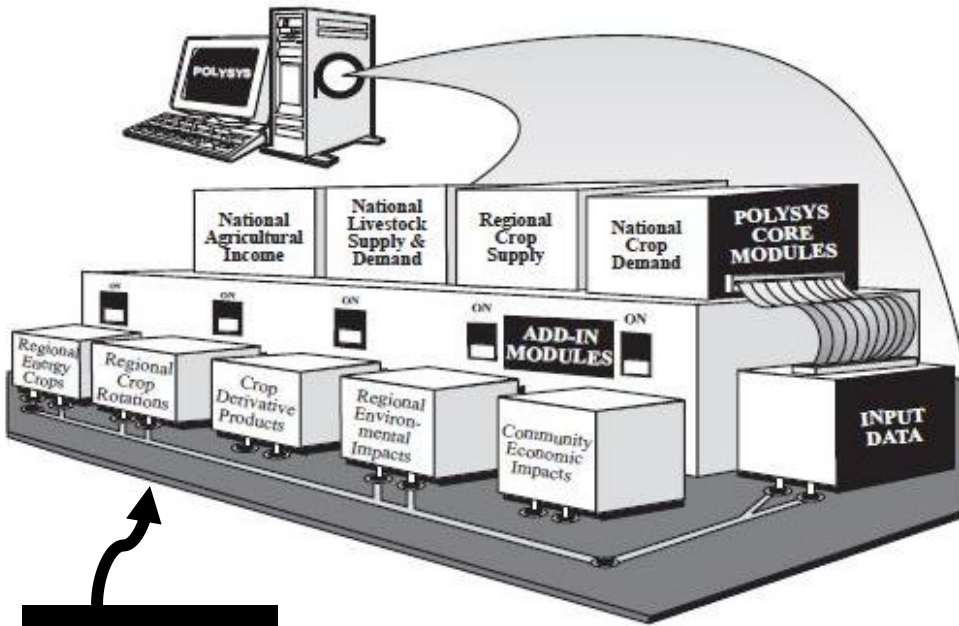 POLYSYS
National
Agricultural
Income
National
Livestock
Supply &
Demand
Regional
Crop
Supply
National
Crop
Demand
POLYSYS
CORE
MODULES
ON
ON
ON
ON
ADD-IN
MODULES
ON
Regional
Energy
Crops
Regional
Crop
Rotations
Crop
Derivative
Products
Regional
Environ-
mental
Impacts
Community
Economic
Impacts
INPUT
DATA